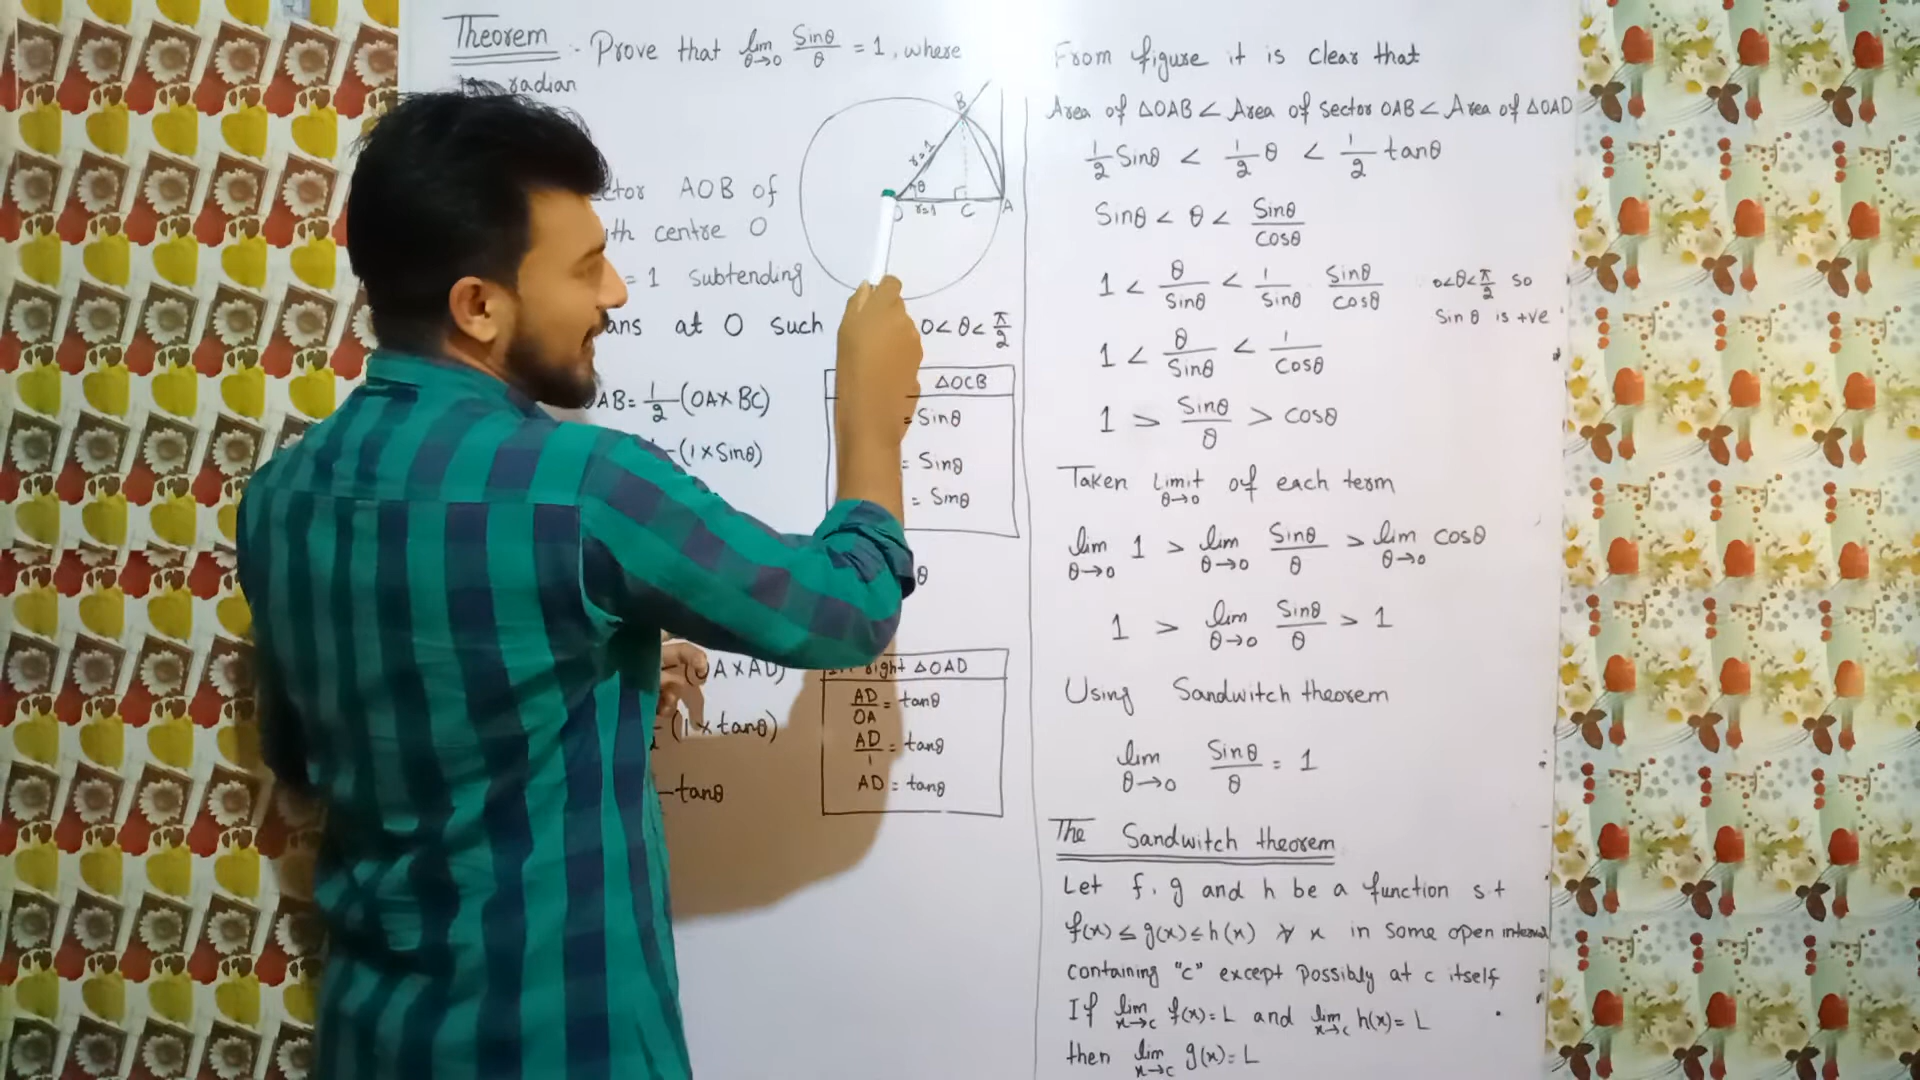 Theorem :- Prove that lim θ→0 Sinθ/θ = 1, where
radian
AOB of
centre O
= 1 subtending
at O such 0<θ<π/2
AB = 1/2 (OA×BC)
(1×Sinθ)
(OA×AD)
(1×tanθ)
tanθ
B
r=1
θ
O r=1 C A
△OCB
= Sinθ
= Sinθ
= Sinθ
θ
right △OAD
AD/OA = tanθ
AD/1 = tanθ
AD = tanθ
From figure it is clear that
Area of △OAB < Area of sector OAB < Area of △OAD
1/2 Sinθ < 1/2 θ < 1/2 tanθ
Sinθ < θ < Sinθ/Cosθ
1 < θ/Sinθ < 1/Sinθ Sinθ/Cosθ
0<θ<π/2 so
Sin θ is +ve
1 < θ/Sinθ < 1/Cosθ
1 > Sinθ/θ > Cosθ
Taken Limit θ→0 of each term
lim θ→0 1 > lim θ→0 Sinθ/θ > lim θ→0 Cosθ
1 > lim θ→0 Sinθ/θ > 1
Using Sandwitch theorem
lim θ→0 Sinθ/θ = 1
The Sandwitch theorem
Let f, g and h be a function s t
f(x) ≤ g(x) ≤ h(x) ∀ x in some open interval
containing "c" except possibly at c itself
If lim x→c f(x) = L and lim x→c h(x) = L
then lim x→c g(x) = L